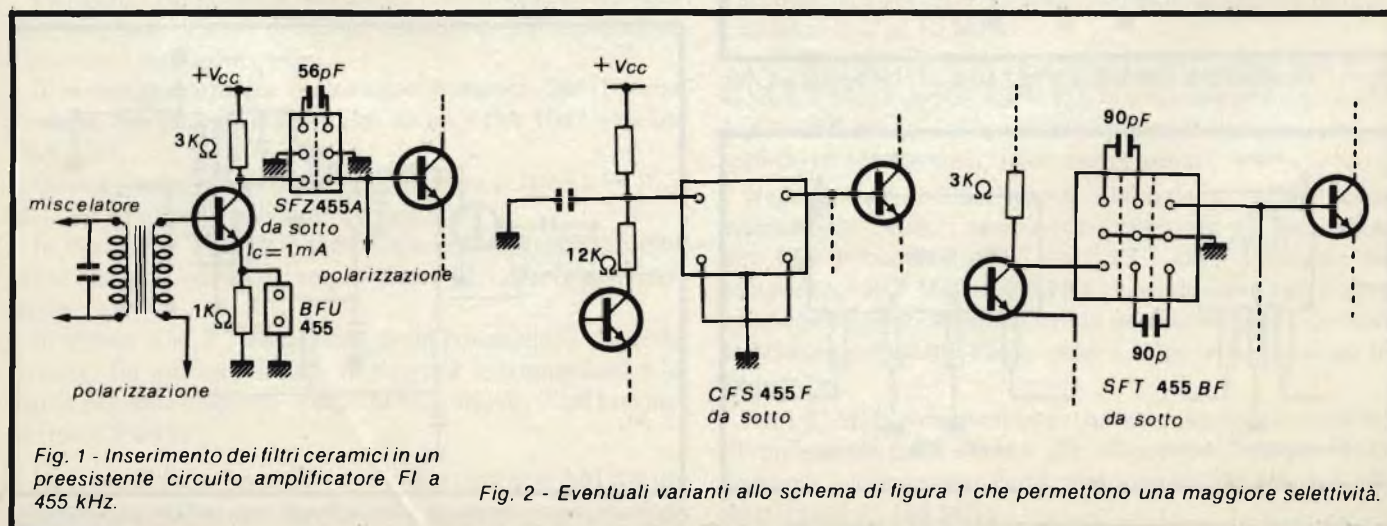 +Vcc
56pF
3KΩ
miscelatore
SFZ455A
da sotto
Ic=1mA
polarizzazione
1KΩ
BFU
455
polarizzazione
Fig. 1 - Inserimento dei filtri ceramici in un
preesistente circuito amplificatore FI a
455 kHz.
+Vcc
12KΩ
CFS 455 F
da sotto
3KΩ
90pF
90p
SFT 455 BF
da sotto
Fig. 2 - Eventuali varianti allo schema di figura 1 che permettono una maggiore selettività.